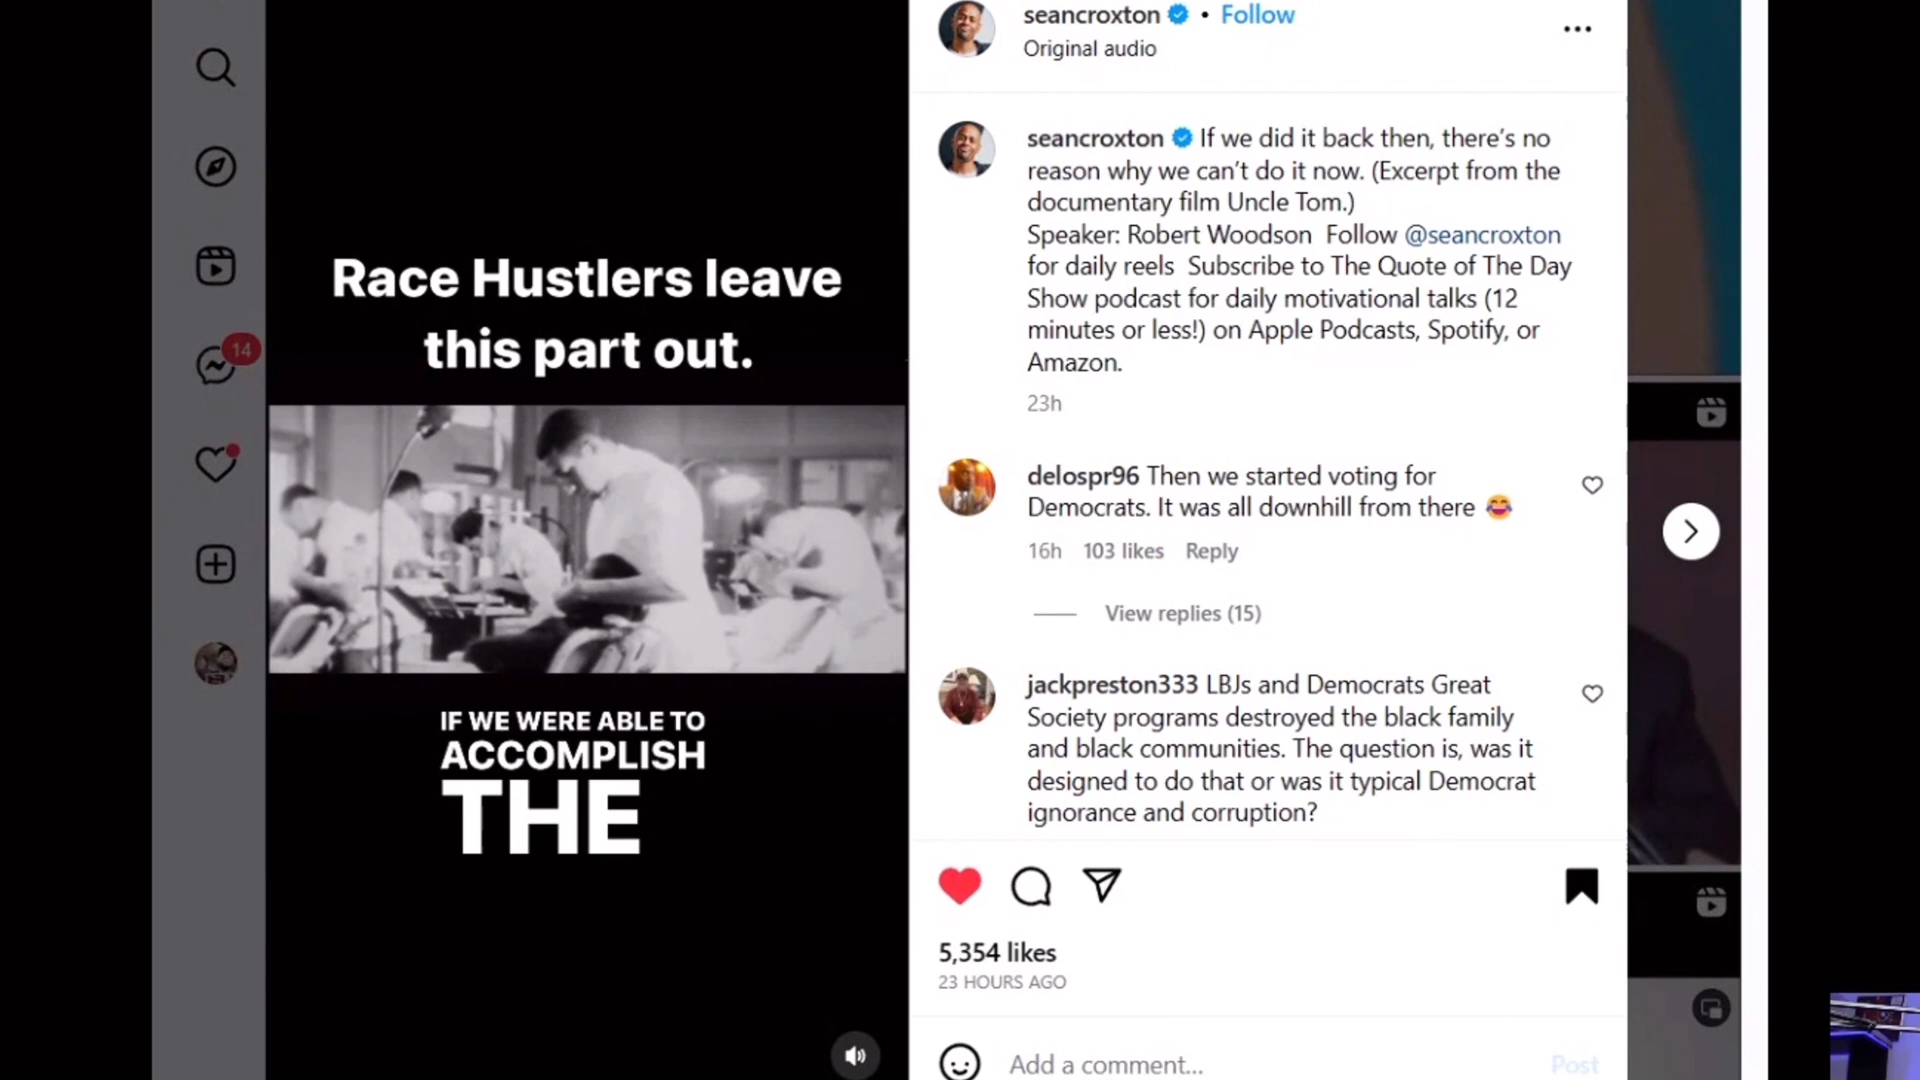 14
Race Hustlers leave
this part out.
IF WE WERE ABLE TO
ACCOMPLISH
THE
seancroxton • Follow
Original audio
seancroxton If we did it back then, there's no
reason why we can't do it now. (Excerpt from the
documentary film Uncle Tom.)
Speaker: Robert Woodson Follow @seancroxton
for daily reels Subscribe to The Quote of The Day
Show podcast for daily motivational talks (12
minutes or less!) on Apple Podcasts, Spotify, or
Amazon.
23h
delospr96 Then we started voting for
Democrats. It was all downhill from there 😂
16h 103 likes Reply
View replies (15)
jackpreston333 LBJs and Democrats Great
Society programs destroyed the black family
and black communities. The question is, was it
designed to do that or was it typical Democrat
ignorance and corruption?
5,354 likes
23 HOURS AGO
Add a comment...
Post